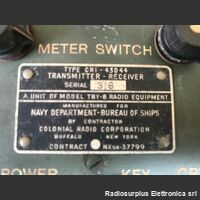 METER SWITCH
TYPE CRI-43044
TRANSMITTER-RECEIVER
SERIAL 36
A UNIT OF MODEL TBY-8 RADIO EQUIPMENT
MANUFACTURED FOR
NAVY DEPARTMENT-BUREAU OF SHIPS
BY CONTRACTOR
COLONIAL RADIO CORPORATION
BUFFALO NEW YORK
CONTRACT NXsr-37799
POWER KEY
Radiosurplus Elettronica srl